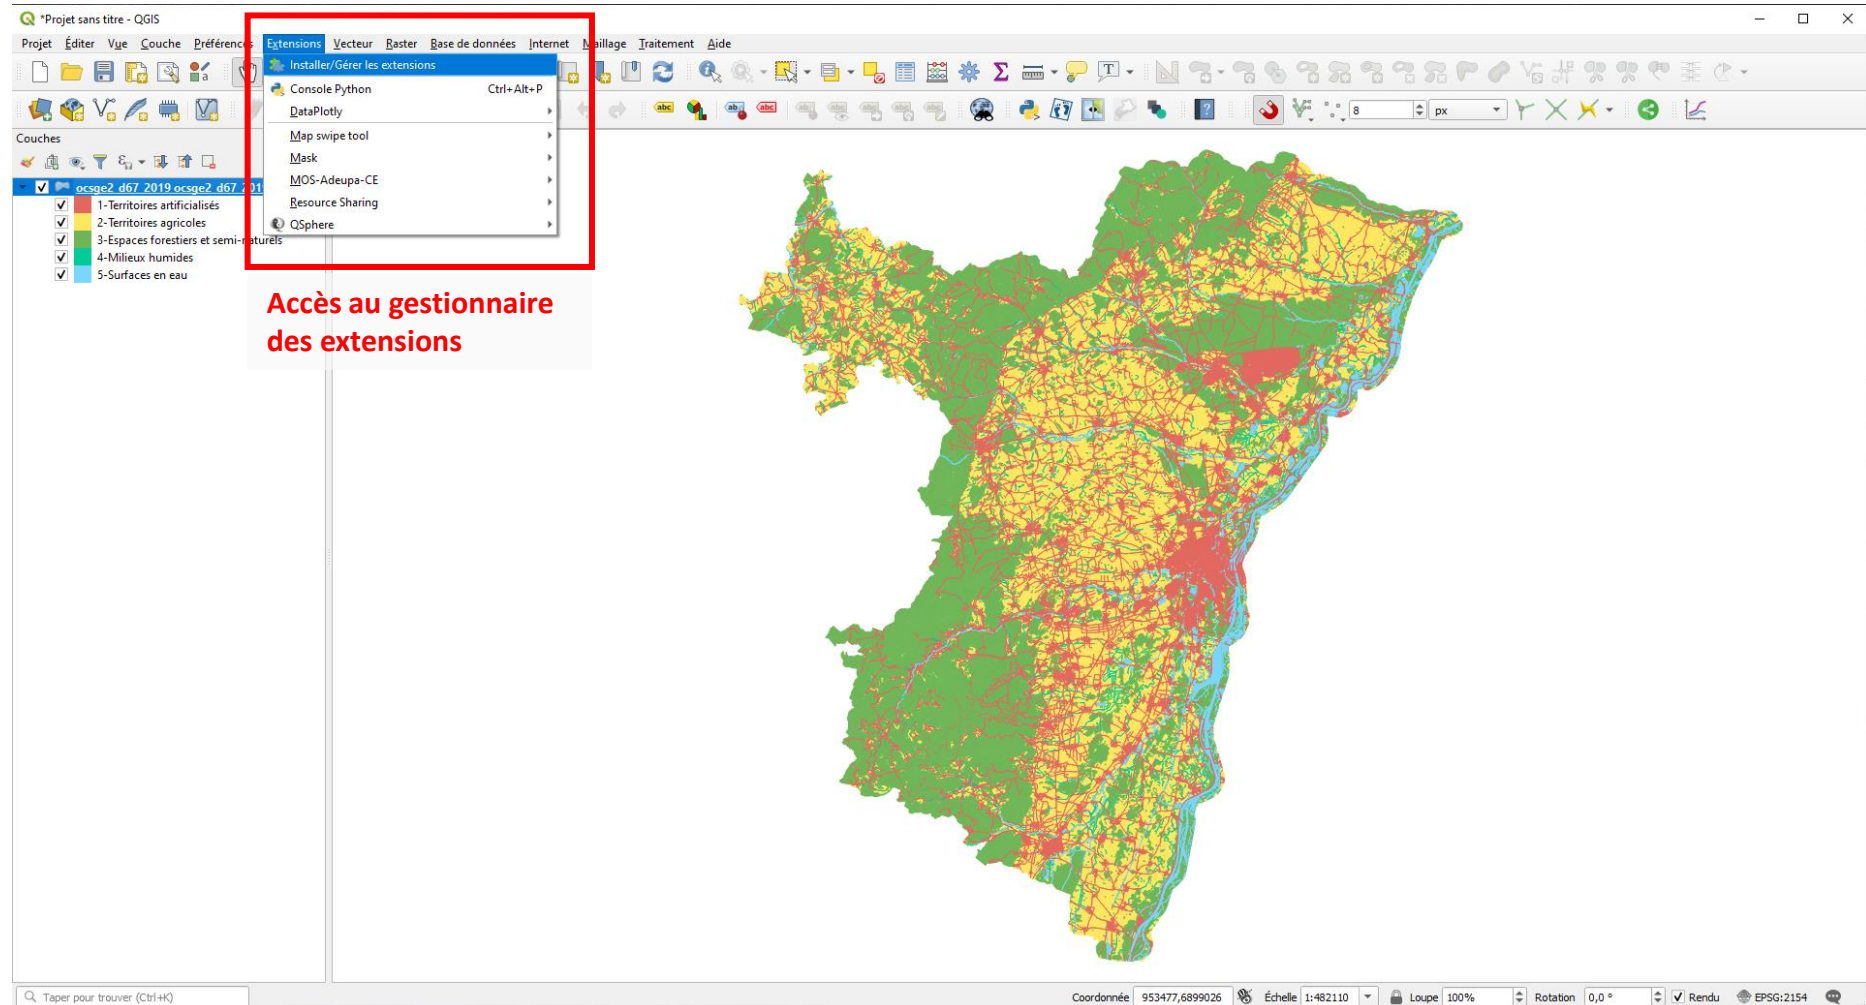 *Projet sans titre - QGIS
Projet Éditer Vue Couche Préférences Extensions Vecteur Raster Base de données Internet Maillage Traitement Aide
Installer/Gérer les extensions
Console Python Ctrl+Alt+P
DataPlotly
Map swipe tool
Mask
MOS-Adeupa-CE
Resource Sharing
QSphere
8 px
Couches
ocsge2_d67_2019 ocsge2_d67
1-Territoires artificialisés
2-Territoires agricoles
3-Espaces forestiers et semi-naturels
4-Milieux humides
5-Surfaces en eau
Accès au gestionnaire
des extensions
Taper pour trouver (Ctrl+K)
Coordonnée 953477,6899026 Échelle 1:482110 Loupe 100% Rotation 0,0 ° Rendu EPSG:2154